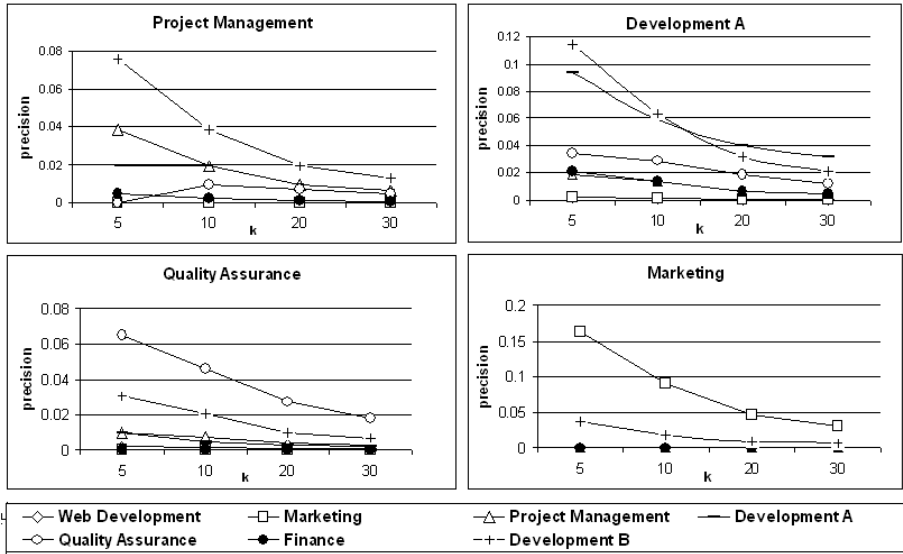 Project Management
0.08
0.06
0.04
0.02
0
precision
5 10 20 30
k
Development A
0.12
0.1
0.08
0.06
0.04
0.02
0
precision
5 10 20 30
k
Quality Assurance
0.08
0.06
0.04
0.02
0
precision
5 10 20 30
k
Marketing
0.2
0.15
0.1
0.05
0
precision
5 10 20 30
k
Web Development Marketing Project Management Development A
Quality Assurance Finance Development B